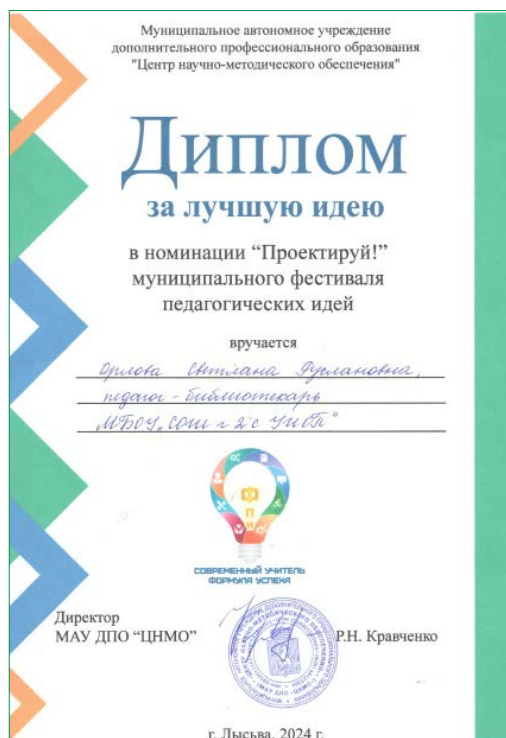 Муниципальное автономное учреждение
дополнительного профессионального образования
"Центр научно-методического обеспечения"
Диплом
за лучшую идею
в номинации “Проектируй!”
муниципального фестиваля
педагогических идей
вручается
Орлова Светлана Руслановна,
педагог-библиотекарь
МБОУ „СОШ № 2 с УИОП"
СОВРЕМЕННЫЙ УЧИТЕЛЬ
ФОРМУЛА УСПЕХА
Директор
МАУ ДПО “ЦНМО”
Р.Н. Кравченко
г. Лысьва, 2024 г.